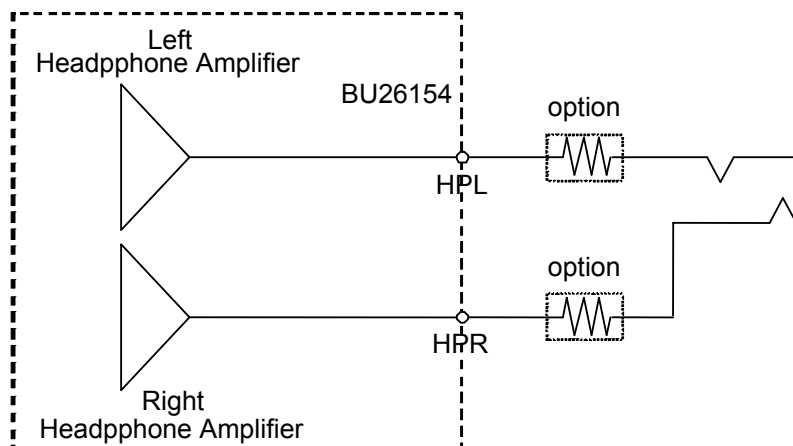 Left
Headpphone Amplifier
BU26154
option
HPL
option
HPR
Right
Headpphone Amplifier